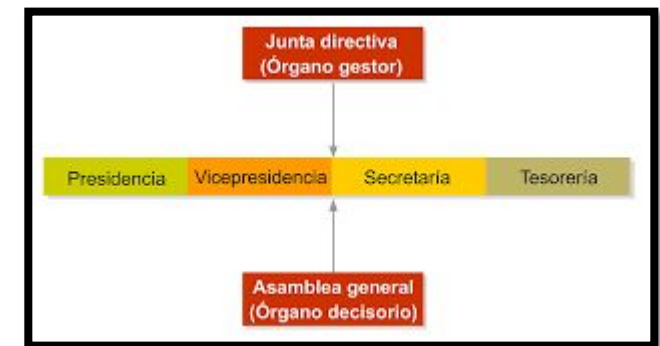 Junta directiva
(Órgano gestor)
Presidencia Vicepresidencia Secretaría Tesorería
Asamblea general
(Órgano decisorio)